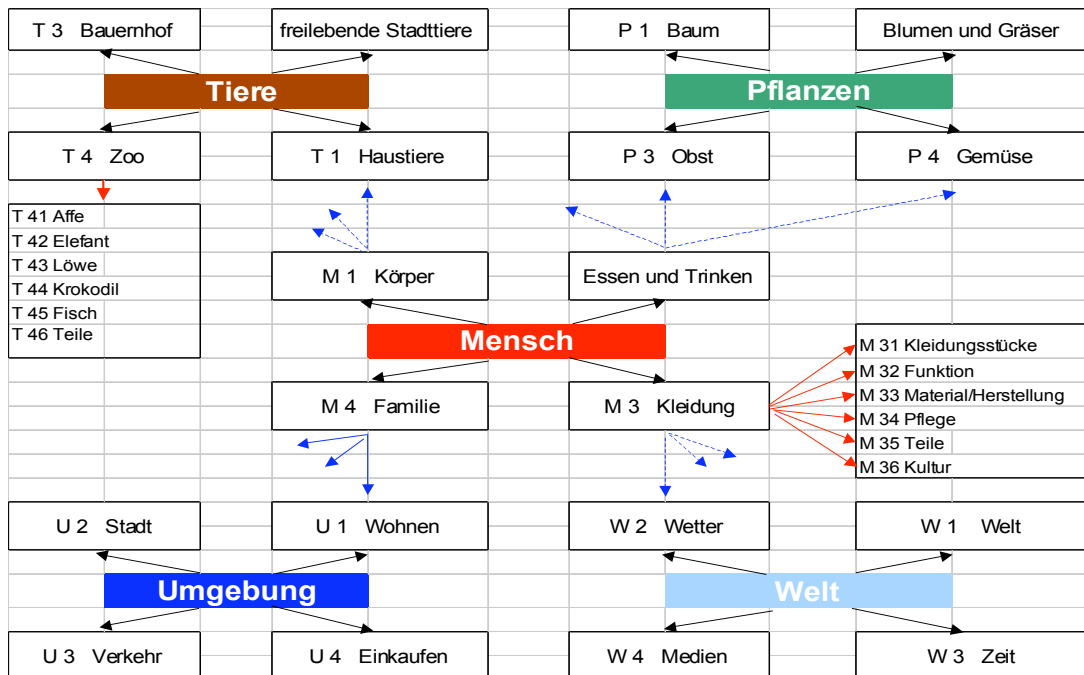 T 3 Bauernhof
freilebende Stadttiere
P 1 Baum
Blumen und Gräser
Tiere
Pflanzen
T 4 Zoo
T 1 Haustiere
P 3 Obst
P 4 Gemüse
T 41 Affe
T 42 Elefant
T 43 Löwe
T 44 Krokodil
T 45 Fisch
T 46 Teile
M 1 Körper
Essen und Trinken
Mensch
M 31 Kleidungsstücke
M 32 Funktion
M 33 Material/Herstellung
M 34 Pflege
M 35 Teile
M 36 Kultur
M 4 Familie
M 3 Kleidung
U 2 Stadt
U 1 Wohnen
W 2 Wetter
W 1 Welt
Umgebung
Welt
U 3 Verkehr
U 4 Einkaufen
W 4 Medien
W 3 Zeit